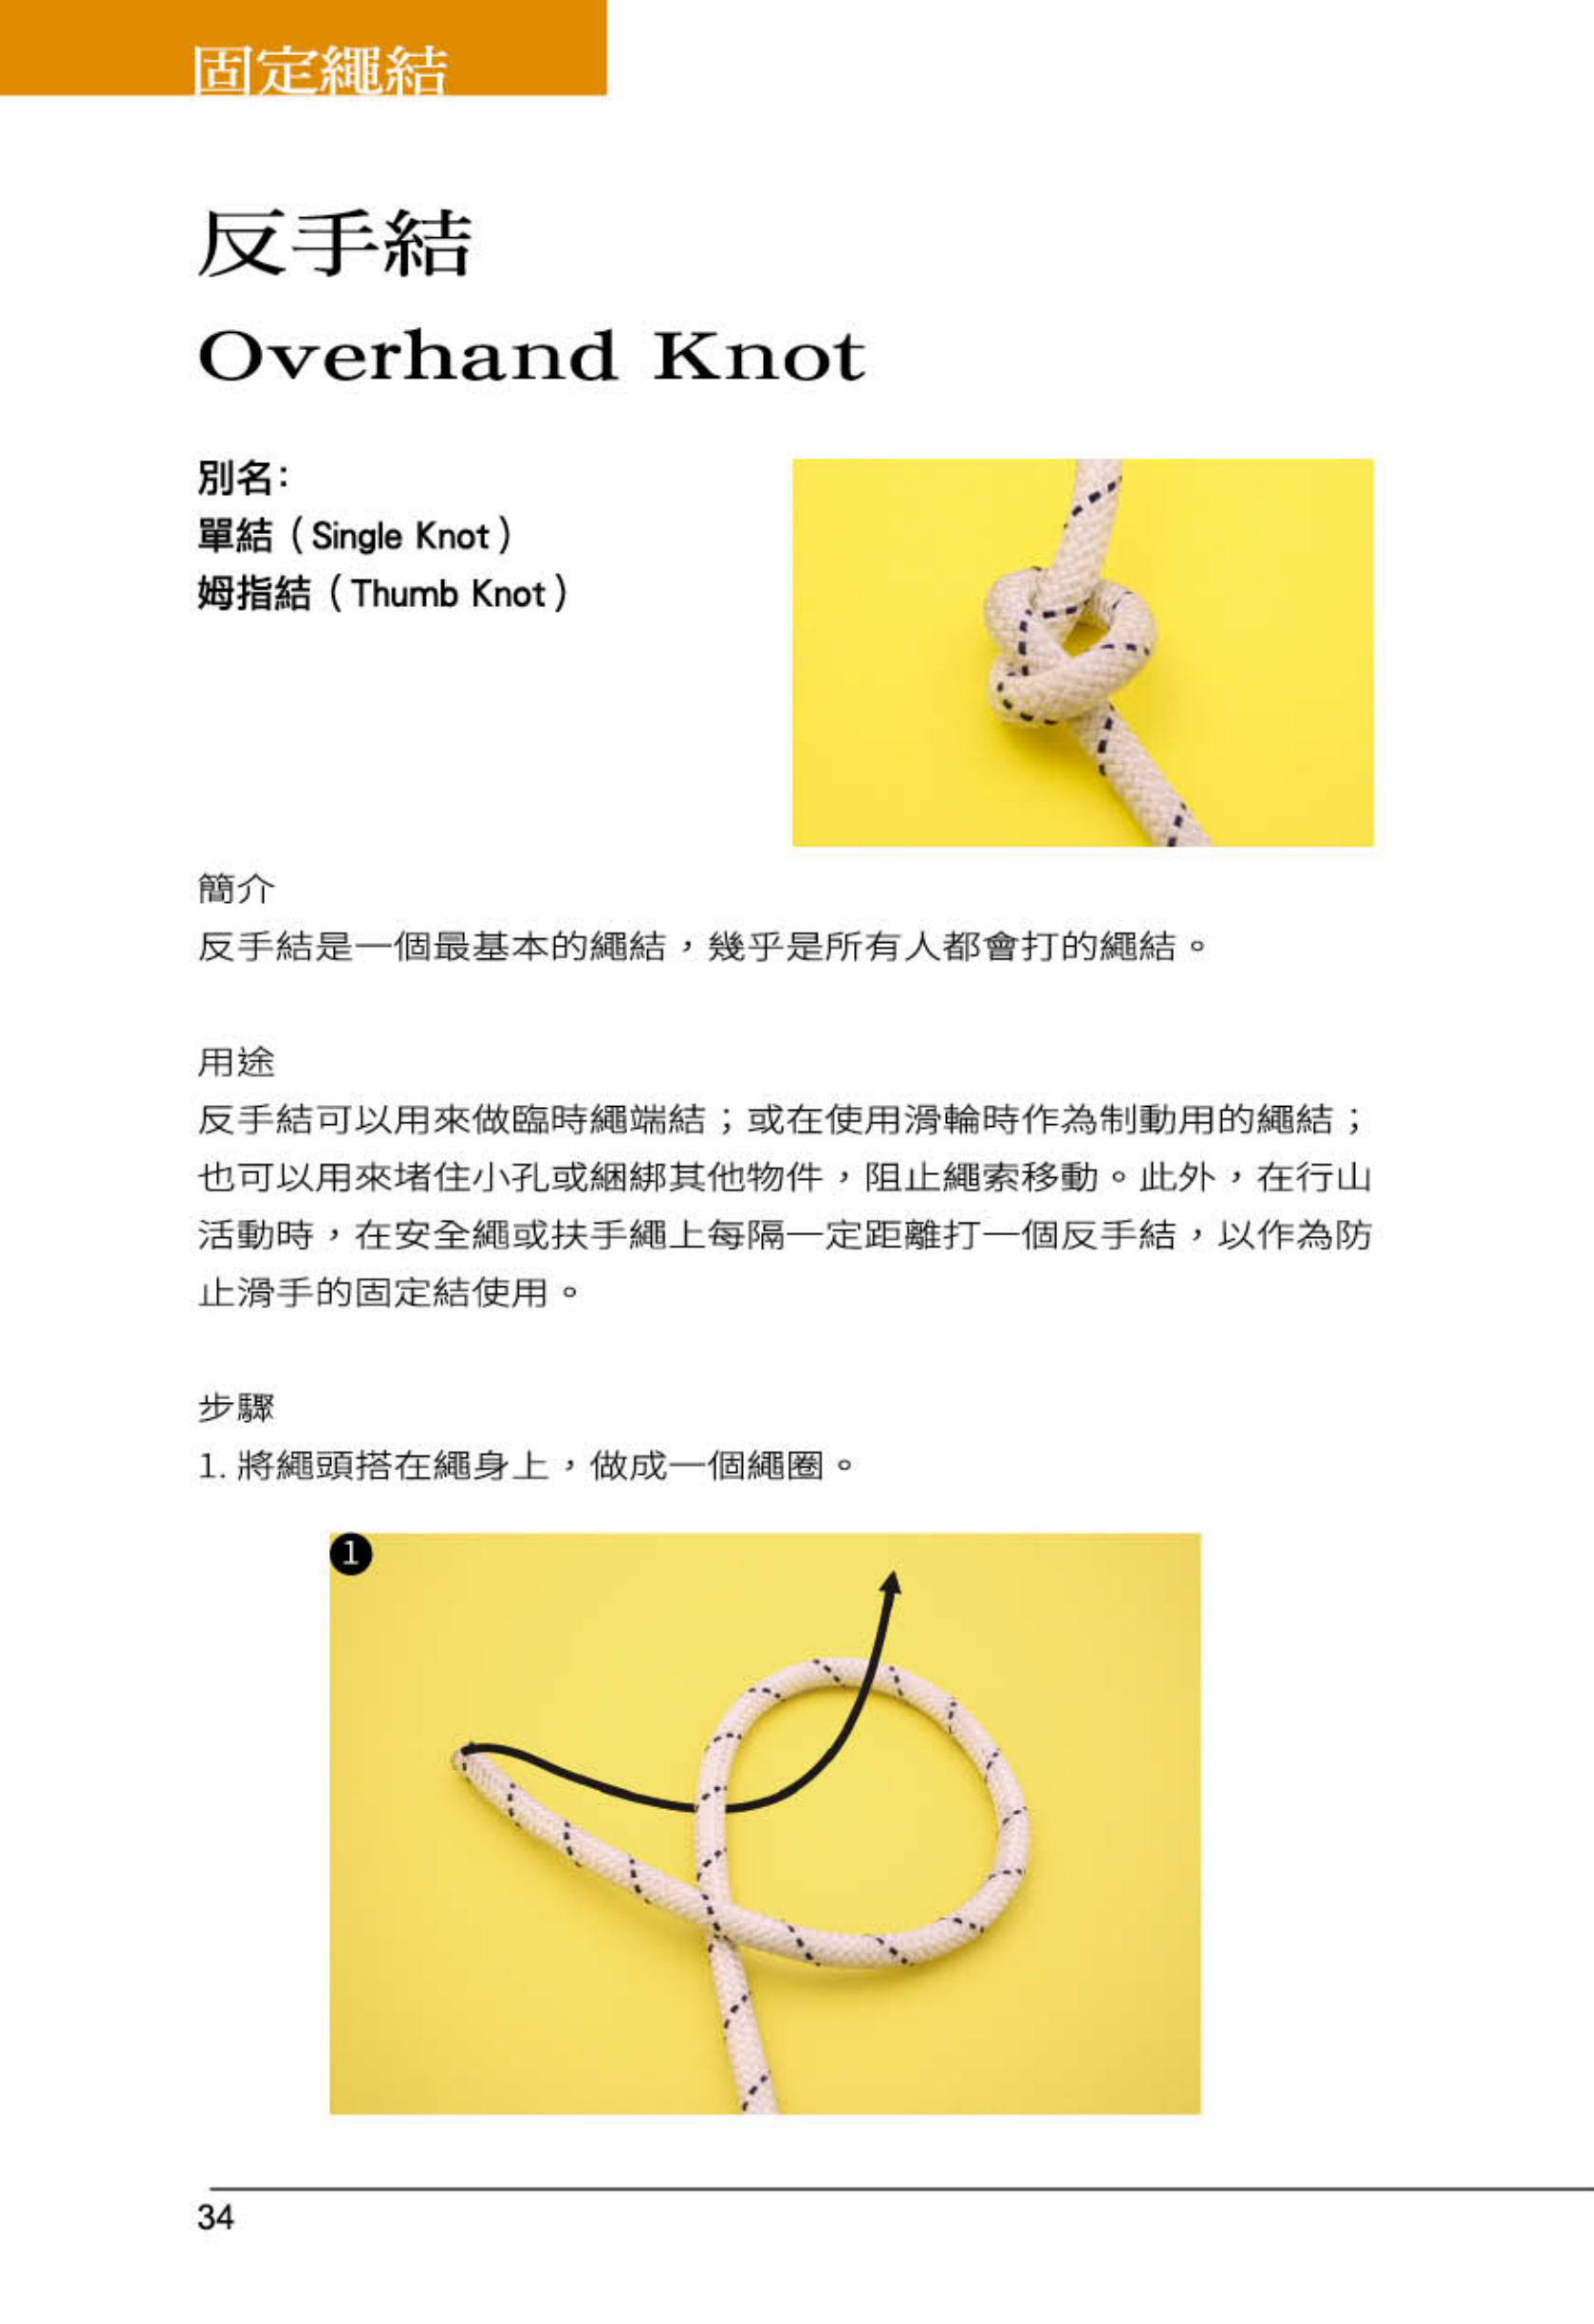 固定繩結
反手結
Overhand Knot
別名：
單結（Single Knot）
姆指結（Thumb Knot）
簡介
反手結是一個最基本的繩結，幾乎是所有人都會打的繩結。
用途
反手結可以用來做臨時繩端結；或在使用滑輪時作為制動用的繩結；
也可以用來堵住小孔或綑綁其他物件，阻止繩索移動。此外，在行山
活動時，在安全繩或扶手繩上每隔一定距離打一個反手結，以作為防
止滑手的固定結使用。
步驟
1. 將繩頭搭在繩身上，做成一個繩圈。
1
34